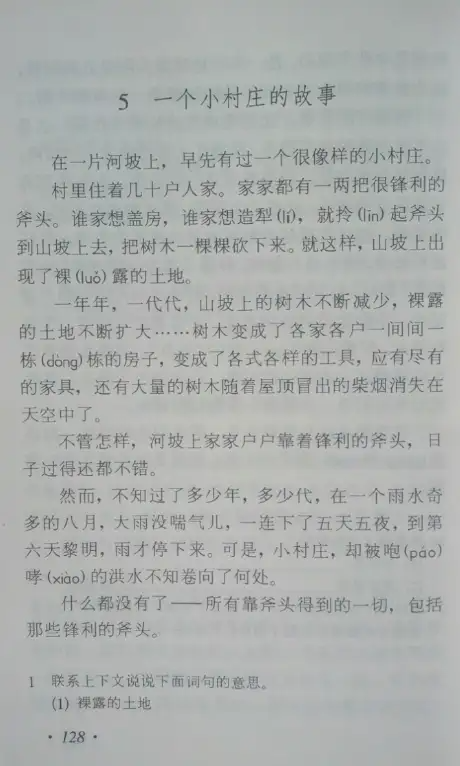 5 一个小村庄的故事
在一片河坡上，早先有过一个很像样的小村庄。
村里住着几十户人家。家家都有一两把很锋利的
斧头。谁家想盖房，谁家想造犁(lí)，就拎(līn)起斧头
到山坡上去，把树木一棵棵砍下来。就这样，山坡上出
现了裸(luǒ)露的土地。
一年年，一代代，山坡上的树木不断减少，裸露
的土地不断扩大……树木变成了各家各户一间间一
栋(dòng)栋的房子，变成了各式各样的工具，应有尽有
的家具，还有大量的树木随着屋顶冒出的柴烟消失在
天空中了。
不管怎样，河坡上家家户户靠着锋利的斧头，日
子过得还都不错。
然而，不知过了多少年，多少代，在一个雨水奇
多的八月，大雨没喘气儿，一连下了五天五夜，到第
六天黎明，雨才停下来。可是，小村庄，却被咆(páo)
哮(xiào)的洪水不知卷向了何处。
什么都没有了——所有靠斧头得到的一切，包括
那些锋利的斧头。
1 联系上下文说说下面词句的意思。
(1) 裸露的土地
·128·